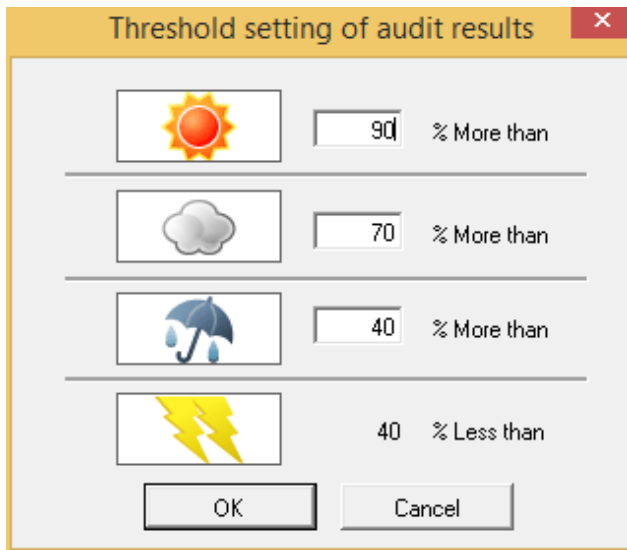 Threshold setting of audit results
90 % More than
70 % More than
40 % More than
40 % Less than
OK Cancel